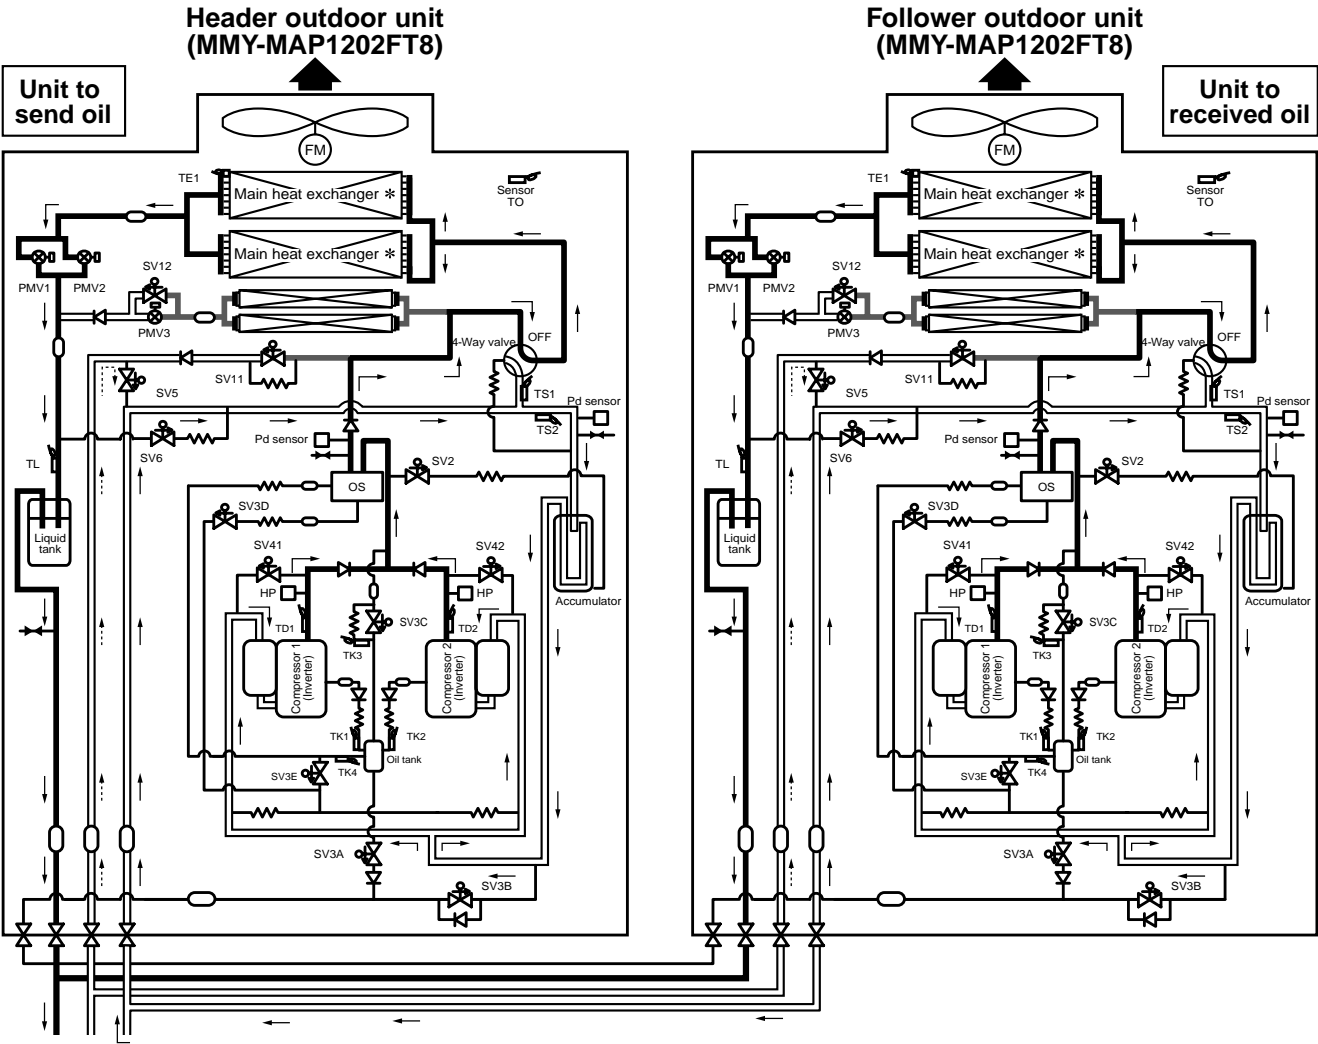 Header outdoor unit
(MMY-MAP1202FT8)
Unit to
send oil
FM
TE1
Main heat exchanger *
Sensor
TO
Main heat exchanger *
SV12
PMV1
PMV2
PMV3
OFF
4-Way valve
SV11
SV5
TS1
Pd sensor
TS2
Pd sensor
SV6
TL
SV2
OS
SV3D
Liquid
tank
SV41
SV42
HP
HP
Accumulator
TD1
SV3C
TD2
TK3
Compressor 1
(Inverter)
Compressor 2
(Inverter)
TK1
TK2
Oil tank
SV3E
TK4
SV3A
SV3B
Follower outdoor unit
(MMY-MAP1202FT8)
Unit to
received oil
FM
TE1
Main heat exchanger *
Sensor
TO
Main heat exchanger *
SV12
PMV1
PMV2
PMV3
OFF
4-Way valve
SV11
SV5
TS1
Pd sensor
TS2
Pd sensor
SV6
TL
SV2
OS
SV3D
Liquid
tank
SV41
SV42
HP
HP
Accumulator
TD1
SV3C
TD2
TK3
Compressor 1
(Inverter)
Compressor 2
(Inverter)
TK1
TK2
Oil tank
SV3E
TK4
SV3A
SV3B